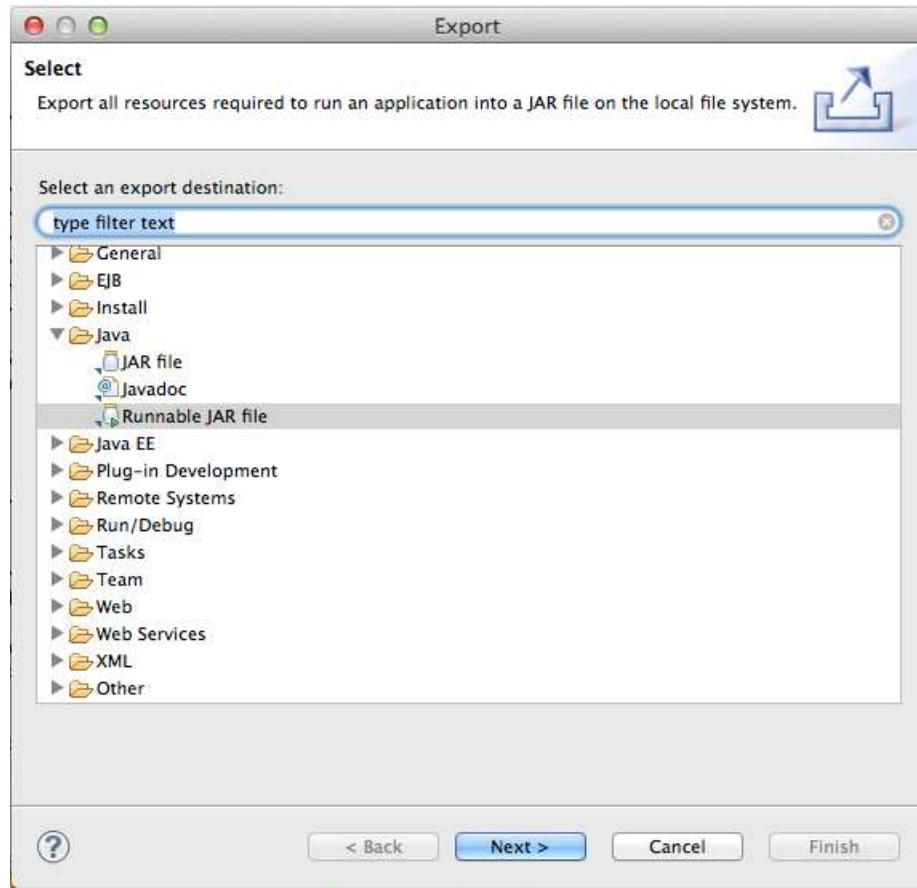 Export
Select
Export all resources required to run an application into a JAR file on the local file system.
Select an export destination:
type filter text
General
EJB
Install
Java
JAR file
@ Javadoc
Runnable JAR file
Java EE
Plug-in Development
Remote Systems
Run/Debug
Tasks
Team
Web
Web Services
XML
Other
? < Back Next > Cancel Finish